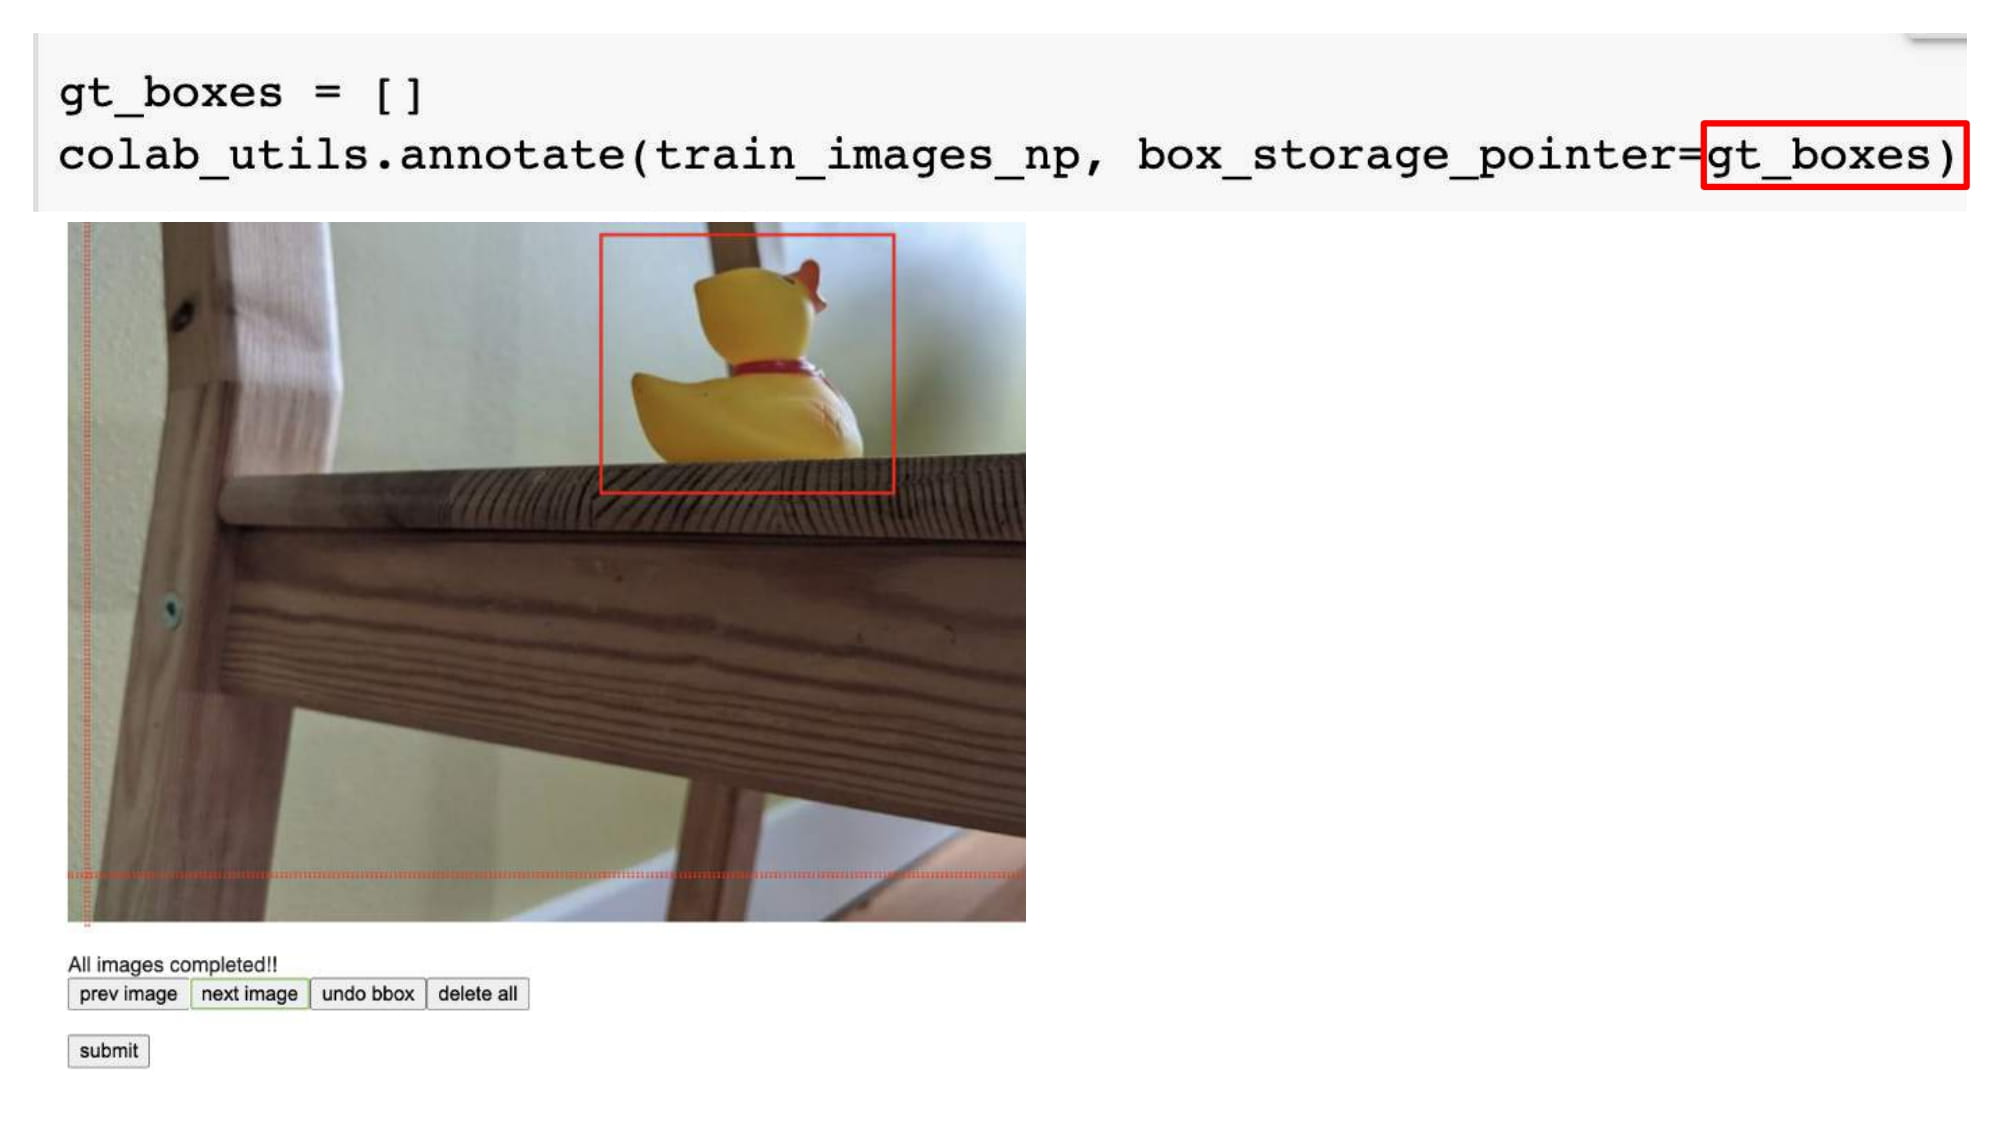 gt_boxes = []
colab_utils.annotate(train_images_np, box_storage_pointer=gt_boxes)
All images completed!!
prev image next image undo bbox delete all
submit